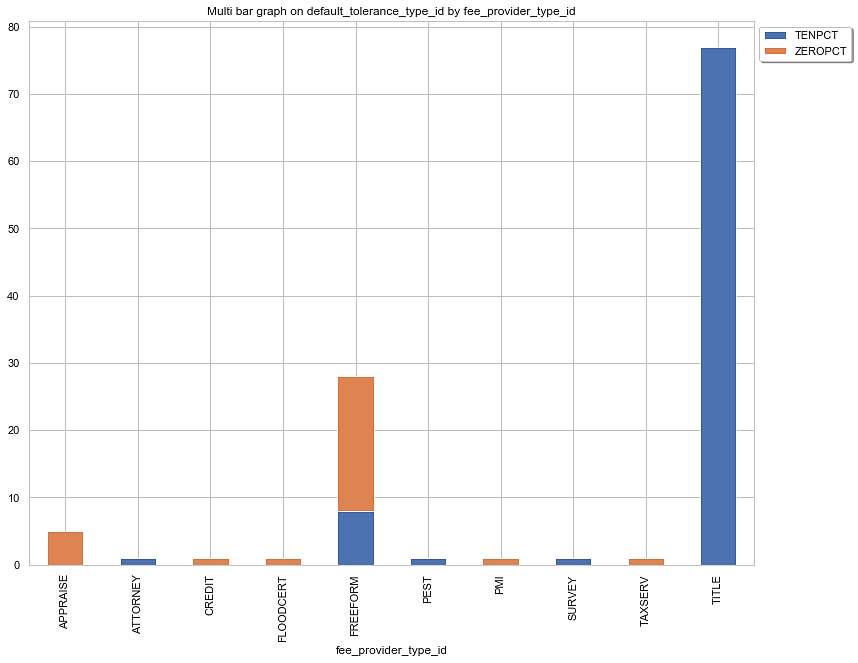 Multi bar graph on default_tolerance_type_id by fee_provider_type_id
TENPCT
ZEROPCT
80
70
60
50
40
30
20
10
0
APPRAISE
ATTORNEY
CREDIT
FLOODCERT
FREEFORM
PEST
PMI
SURVEY
TAXSERV
TITLE
fee_provider_type_id